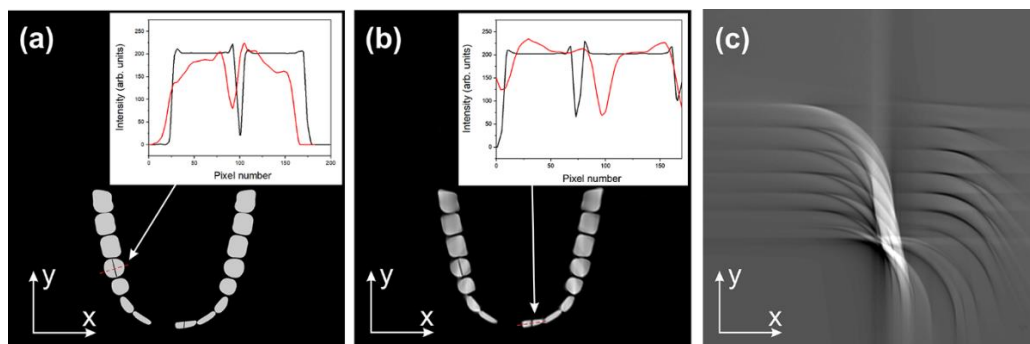 (a)
Intensity (arb. units)
250
200
150
100
50
0
0 50 100 150 200
Pixel number
y
x
(b)
Intensity (arb. units)
250
200
150
100
50
0
0 50 100 150
Pixel number
y
x
(c)
y
x